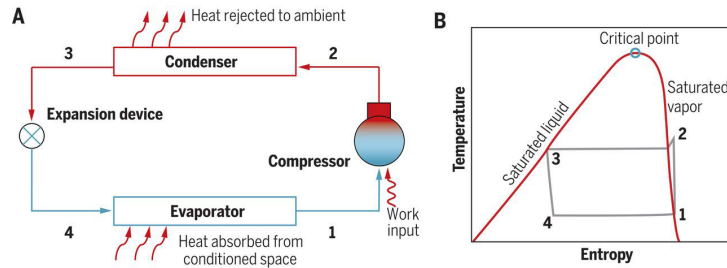 A
Heat rejected to ambient
3
Condenser
2
Expansion device
Compressor
4
Evaporator
1
Work
input
Heat absorbed from
conditioned space
B
Critical point
Temperature
Saturated liquid
Saturated
vapor
2
3
4
1
Entropy